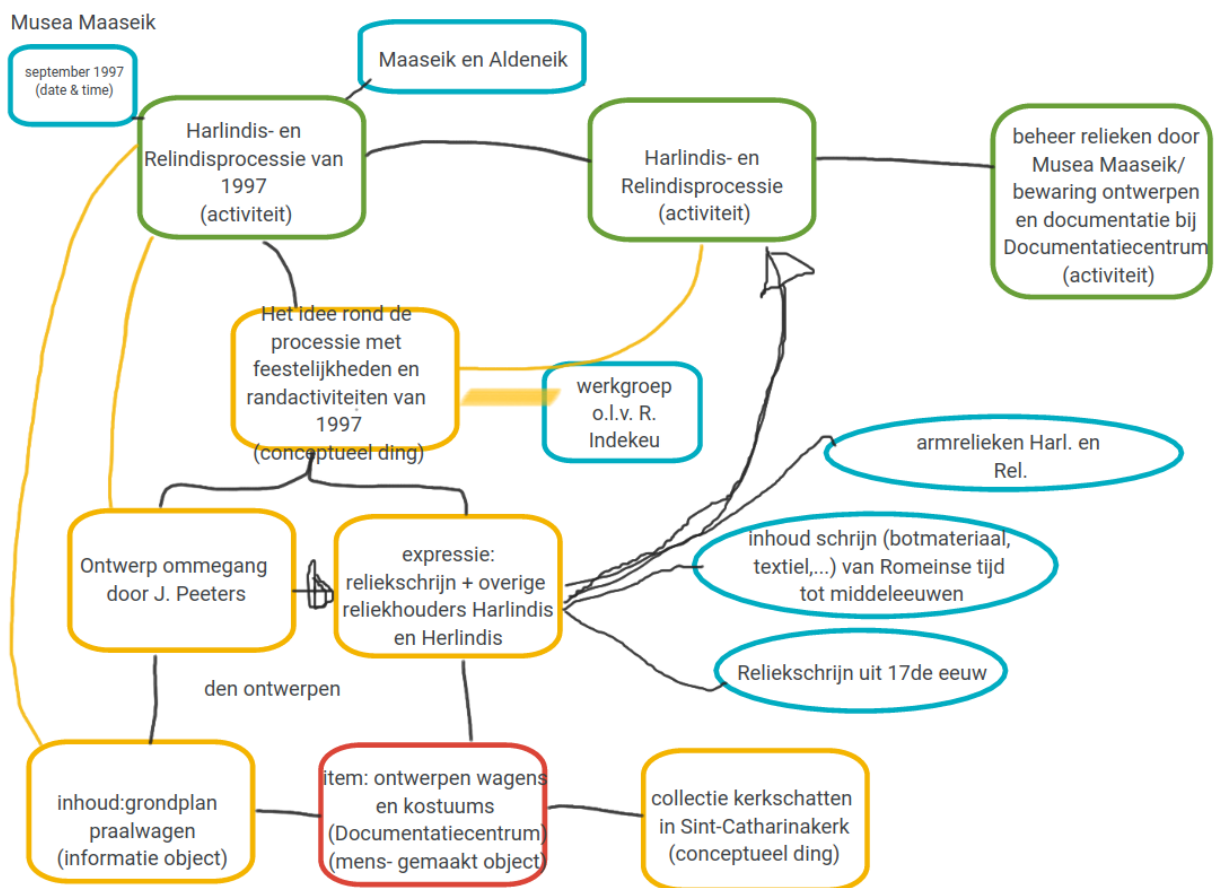 Musea Maaseik
september 1997
(date & time)
Maaseik en Aldeneik
Harlindis- en
Relindisprocessie van
1997
(activiteit)
Harlindis- en
Relindisprocessie
(activiteit)
beheer relieken door
Musea Maaseik/
bewaring ontwerpen
en documentatie bij
Documentatiecentrum
(activiteit)
Het idee rond de
processie met
feestelijkheden en
randactiviteiten van
1997
(conceptueel ding)
werkgroep
o.l.v. R.
Indekeu
armrelieken Harl. en
Rel.
Ontwerp ommegang
door J. Peeters
expressie:
reliekschrijn + overige
reliekhouders Harlindis
en Herlindis
inhoud schrijn (botmateriaal,
textiel,...) van Romeinse tijd
tot middeleeuwen
Reliekschrijn uit 17de eeuw
den ontwerpen
inhoud:grondplan
praalwagen
(informatie object)
item: ontwerpen wagens
en kostuums
(Documentatiecentrum)
(mens- gemaakt object)
collectie kerkschatten
in Sint-Catharinakerk
(conceptueel ding)